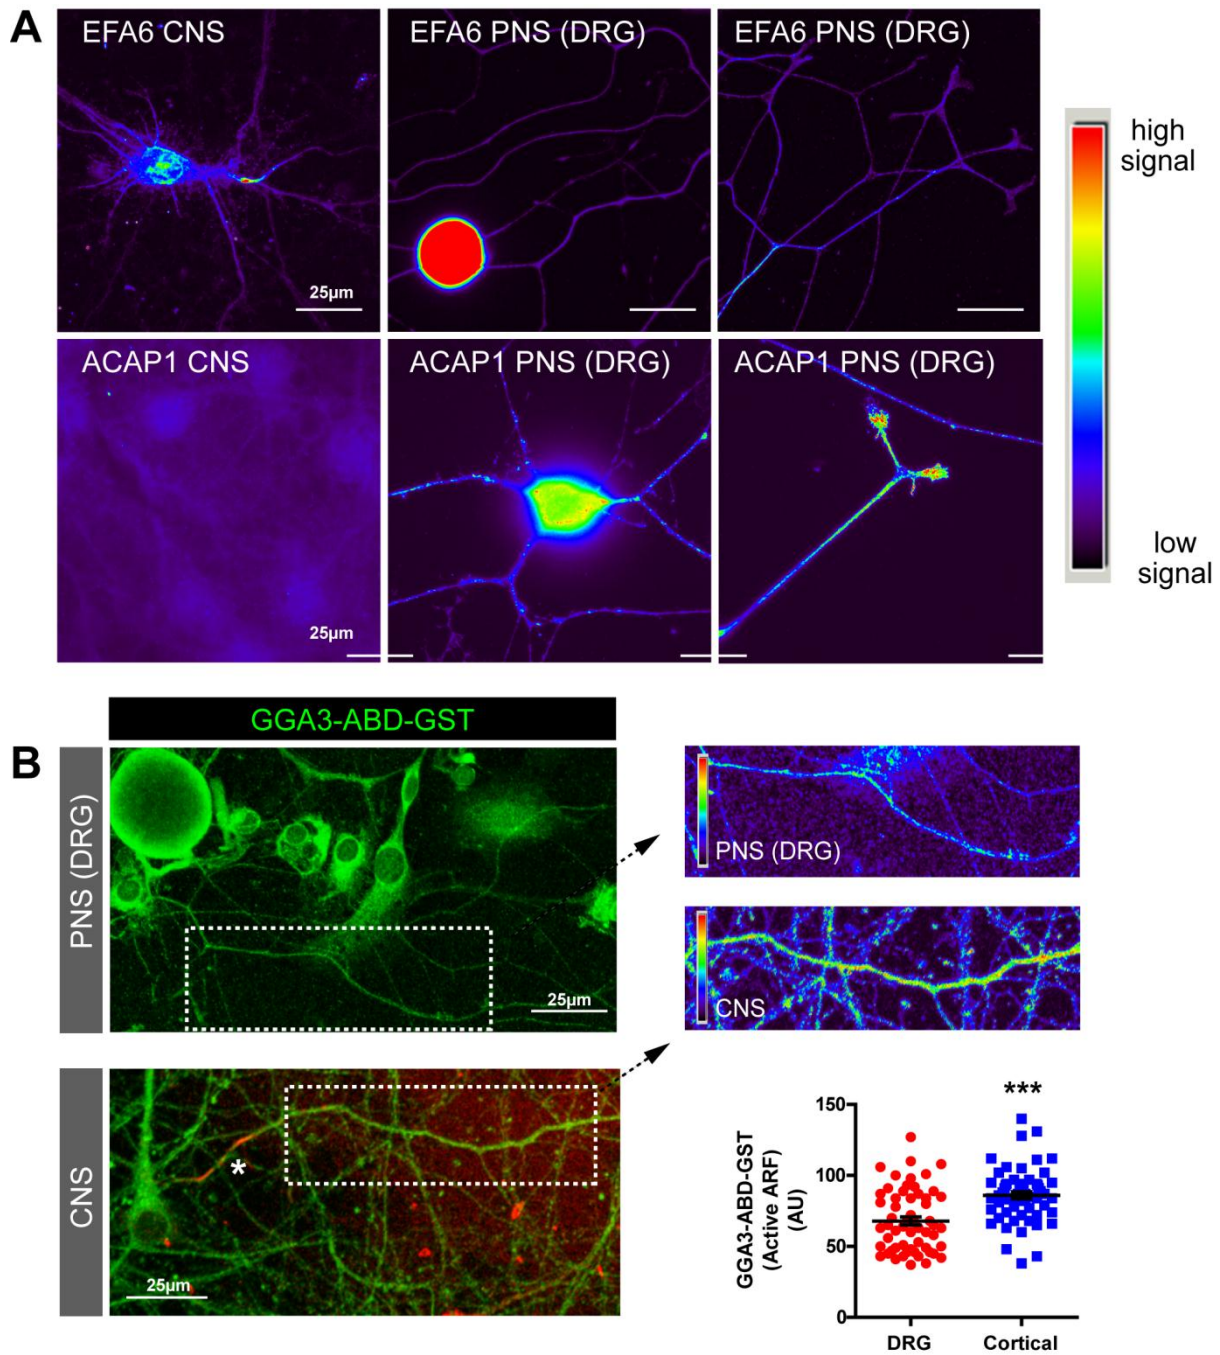 A
EFA6 CNS
EFA6 PNS (DRG)
EFA6 PNS (DRG)
25µm
high
signal
ACAP1 CNS
ACAP1 PNS (DRG)
ACAP1 PNS (DRG)
25µm
low
signal
GGA3-ABD-GST
B
PNS (DRG)
25µm
PNS (DRG)
CNS
CNS
*
25µm
***
GGA3-ABD-GST
(Active ARF)
(AU)
150
100
50
0
DRG
Cortical